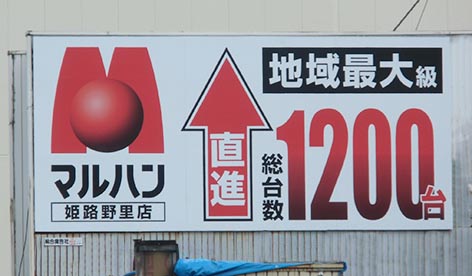 マルハン
姫路野里店
直進
地域最大級
総台数
1200台